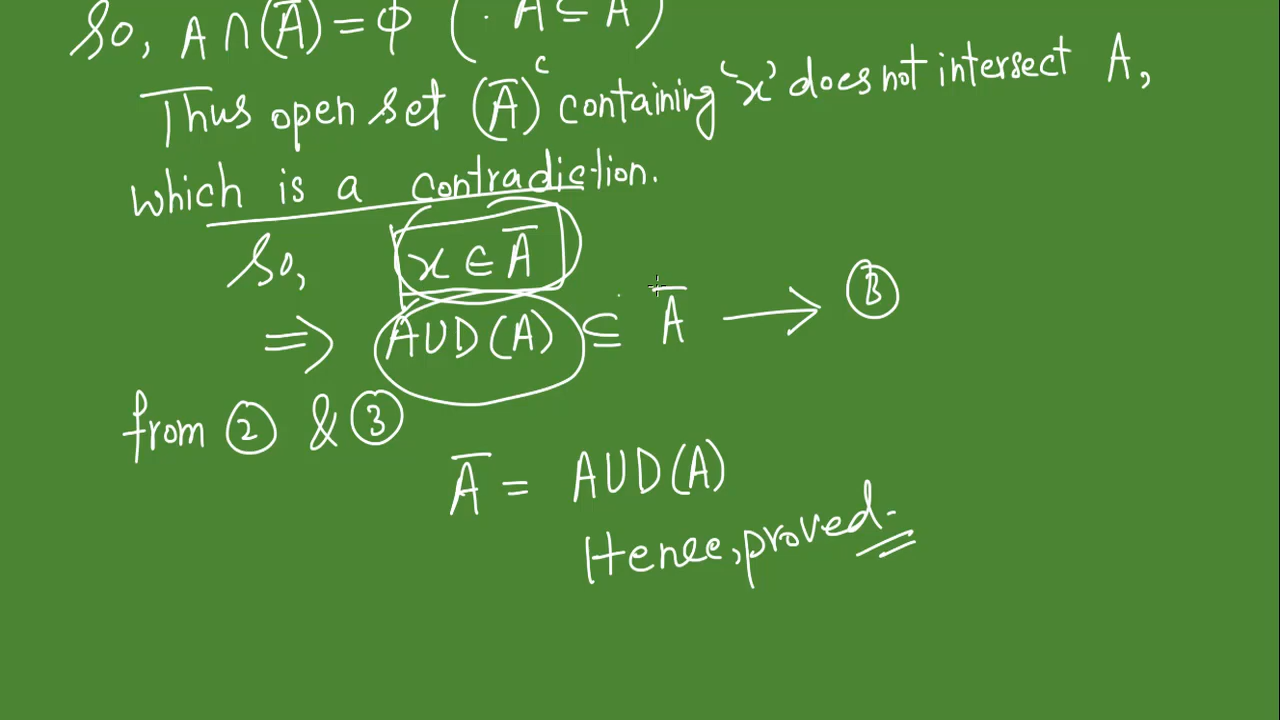 So, A ∩ (A̅) = ϕ (∵ A ⊆ A̅)
Thus open set (A̅)ᶜ containing 'x' does not intersect A,
which is a contradiction.
So, x ∈ A̅
⇒ A∪D(A) ⊆ A̅ → ③
from ② & ③
A̅ = A∪D(A)
Hence, proved.